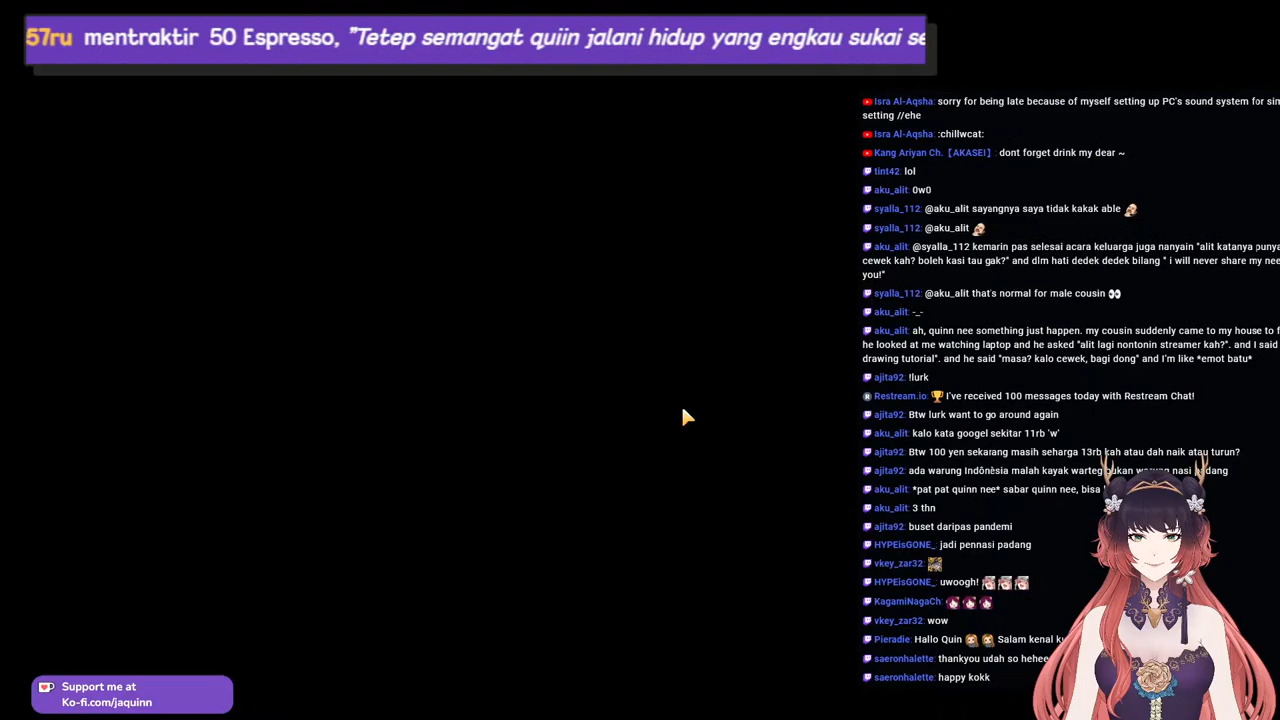 57ru mentraktir 50 Espresso, "Tetep semangat quiin jalani hidup yang engkau sukai se
Isra Al-Aqsha: sorry for being late because of myself setting up PC's sound system for sim
setting //ehe
Isra Al-Aqsha: :chillwcat:
Kang Ariyan Ch.【AKASEI】: dont forget drink my dear ~
tint42: lol
aku_alit: 0w0
syalla_112: @aku_alit sayangnya saya tidak kakak able
syalla_112: @aku_alit
aku_alit: @syalla_112 kemarin pas selesai acara keluarga juga nanyain "alit katanya puny
cewek kah? boleh kasi tau gak?" and dlm hati dedek dedek bilang " i will never share my nee
you!"
syalla_112: @aku_alit that's normal for male cousin 👀
aku_alit: -_-
aku_alit: ah, quinn nee something just happen. my cousin suddenly came to my house to f
he looked at me watching laptop and he asked "alit lagi nontonin streamer kah?". and I said
drawing tutorial". and he said "masa? kalo cewek, bagi dong" and I'm like *emot batu*
ajita92: !lurk
Restream.io: 🏆 I've received 100 messages today with Restream Chat!
ajita92: Btw lurk want to go around again
aku_alit: kalo kata googel sekitar 11rb 'w'
ajita92: Btw 100 yen sekarang masih seharga 13rb kah atau dah naik atau turun?
ajita92: ada warung Indònèsia malah kayak warteg bukan warung nasi padang
aku_alit: *pat pat quinn nee* sabar quinn nee, bisa
aku_alit: 3 thn
ajita92: buset daripas pandemi
HYPEisGONE_: jadi pennasi padang
vkey_zar32:
HYPEisGONE_: uwoogh!
KagamiNagaCh:
vkey_zar32: wow
Pieradie: Hallo Quin Salam kenal
saeronhalette: thankyou udah so hehee
saeronhalette: happy kokk
Support me at
Ko-fi.com/jaquinn